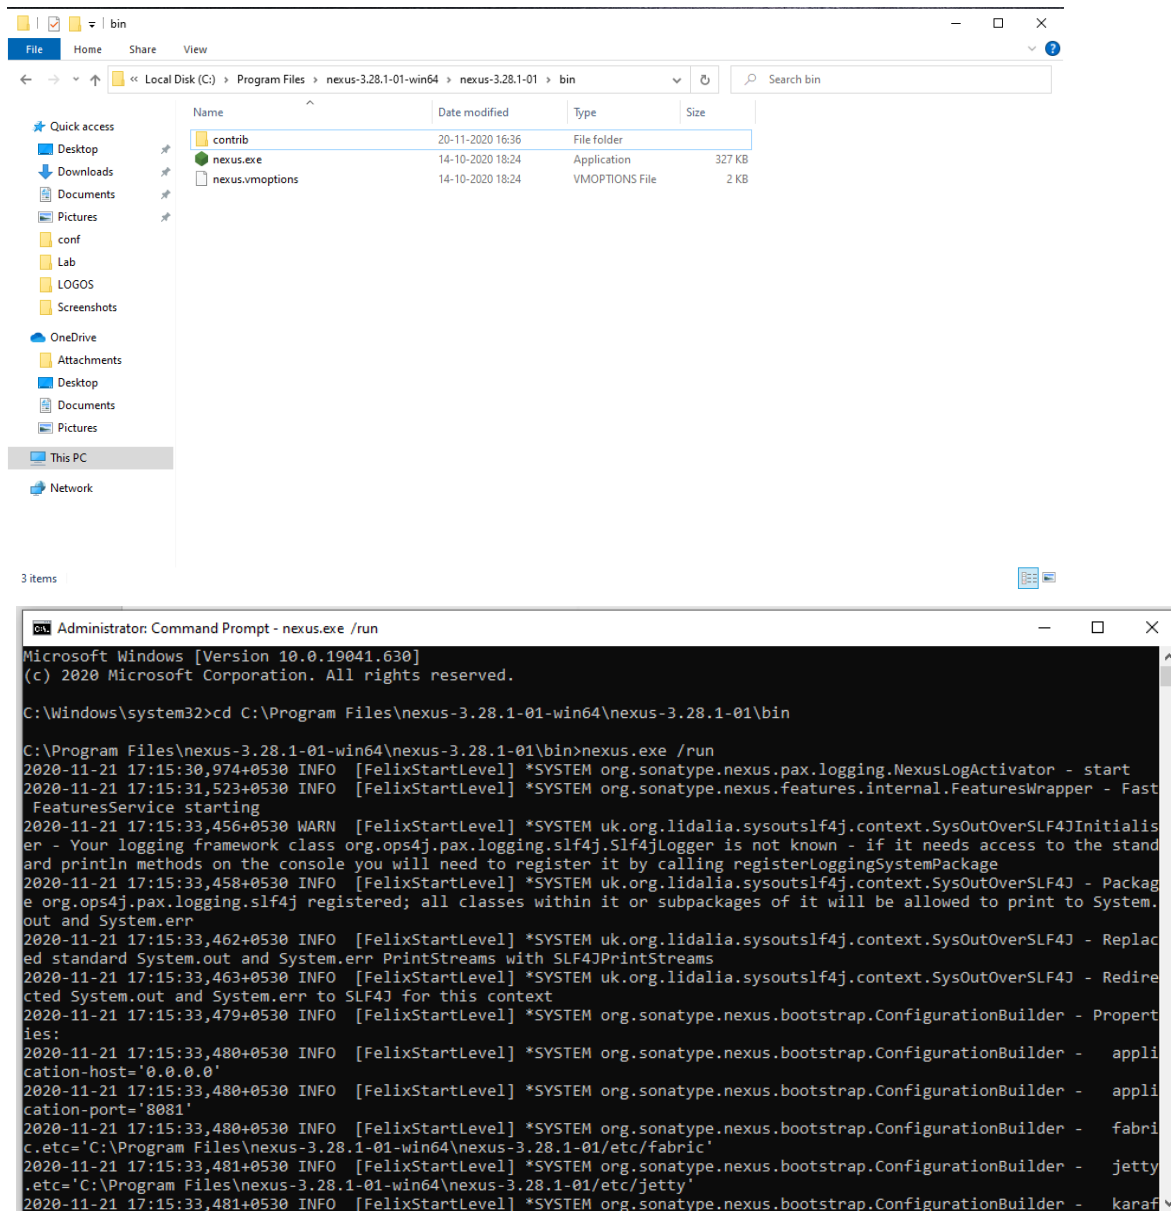 bin
File Home Share View
« Local Disk (C:) › Program Files › nexus-3.28.1-01-win64 › nexus-3.28.1-01 › bin
Search bin
Name Date modified Type Size
Quick access
Desktop
Downloads
Documents
Pictures
conf
Lab
LOGOS
Screenshots
OneDrive
Attachments
Desktop
Documents
Pictures
This PC
Network
contrib 20-11-2020 16:36 File folder
nexus.exe 14-10-2020 18:24 Application 327 KB
nexus.vmoptions 14-10-2020 18:24 VMOPTIONS File 2 KB
3 items
Administrator: Command Prompt - nexus.exe /run
Microsoft Windows [Version 10.0.19041.630]
(c) 2020 Microsoft Corporation. All rights reserved.
C:\Windows\system32>cd C:\Program Files\nexus-3.28.1-01-win64\nexus-3.28.1-01\bin
C:\Program Files\nexus-3.28.1-01-win64\nexus-3.28.1-01\bin>nexus.exe /run
2020-11-21 17:15:30,974+0530 INFO  [FelixStartLevel] *SYSTEM org.sonatype.nexus.pax.logging.NexusLogActivator - start
2020-11-21 17:15:31,523+0530 INFO  [FelixStartLevel] *SYSTEM org.sonatype.nexus.features.internal.FeaturesWrapper - Fast
 FeaturesService starting
2020-11-21 17:15:33,456+0530 WARN  [FelixStartLevel] *SYSTEM uk.org.lidalia.sysoutslf4j.context.SysOutOverSLF4JInitialis
er - Your logging framework class org.ops4j.pax.logging.slf4j.Slf4jLogger is not known - if it needs access to the stand
ard println methods on the console you will need to register it by calling registerLoggingSystemPackage
2020-11-21 17:15:33,458+0530 INFO  [FelixStartLevel] *SYSTEM uk.org.lidalia.sysoutslf4j.context.SysOutOverSLF4J - Packag
e org.ops4j.pax.logging.slf4j registered; all classes within it or subpackages of it will be allowed to print to System.
out and System.err
2020-11-21 17:15:33,462+0530 INFO  [FelixStartLevel] *SYSTEM uk.org.lidalia.sysoutslf4j.context.SysOutOverSLF4J - Replac
ed standard System.out and System.err PrintStreams with SLF4JPrintStreams
2020-11-21 17:15:33,463+0530 INFO  [FelixStartLevel] *SYSTEM uk.org.lidalia.sysoutslf4j.context.SysOutOverSLF4J - Redire
cted System.out and System.err to SLF4J for this context
2020-11-21 17:15:33,479+0530 INFO  [FelixStartLevel] *SYSTEM org.sonatype.nexus.bootstrap.ConfigurationBuilder - Propert
ies:
2020-11-21 17:15:33,480+0530 INFO  [FelixStartLevel] *SYSTEM org.sonatype.nexus.bootstrap.ConfigurationBuilder -   appli
cation-host='0.0.0.0'
2020-11-21 17:15:33,480+0530 INFO  [FelixStartLevel] *SYSTEM org.sonatype.nexus.bootstrap.ConfigurationBuilder -   appli
cation-port='8081'
2020-11-21 17:15:33,480+0530 INFO  [FelixStartLevel] *SYSTEM org.sonatype.nexus.bootstrap.ConfigurationBuilder -   fabri
c.etc='C:\Program Files\nexus-3.28.1-01-win64\nexus-3.28.1-01/etc/fabric'
2020-11-21 17:15:33,481+0530 INFO  [FelixStartLevel] *SYSTEM org.sonatype.nexus.bootstrap.ConfigurationBuilder -   jetty
.etc='C:\Program Files\nexus-3.28.1-01-win64\nexus-3.28.1-01/etc/jetty'
2020-11-21 17:15:33,481+0530 INFO  [FelixStartLevel] *SYSTEM org.sonatype.nexus.bootstrap.ConfigurationBuilder -   karaf